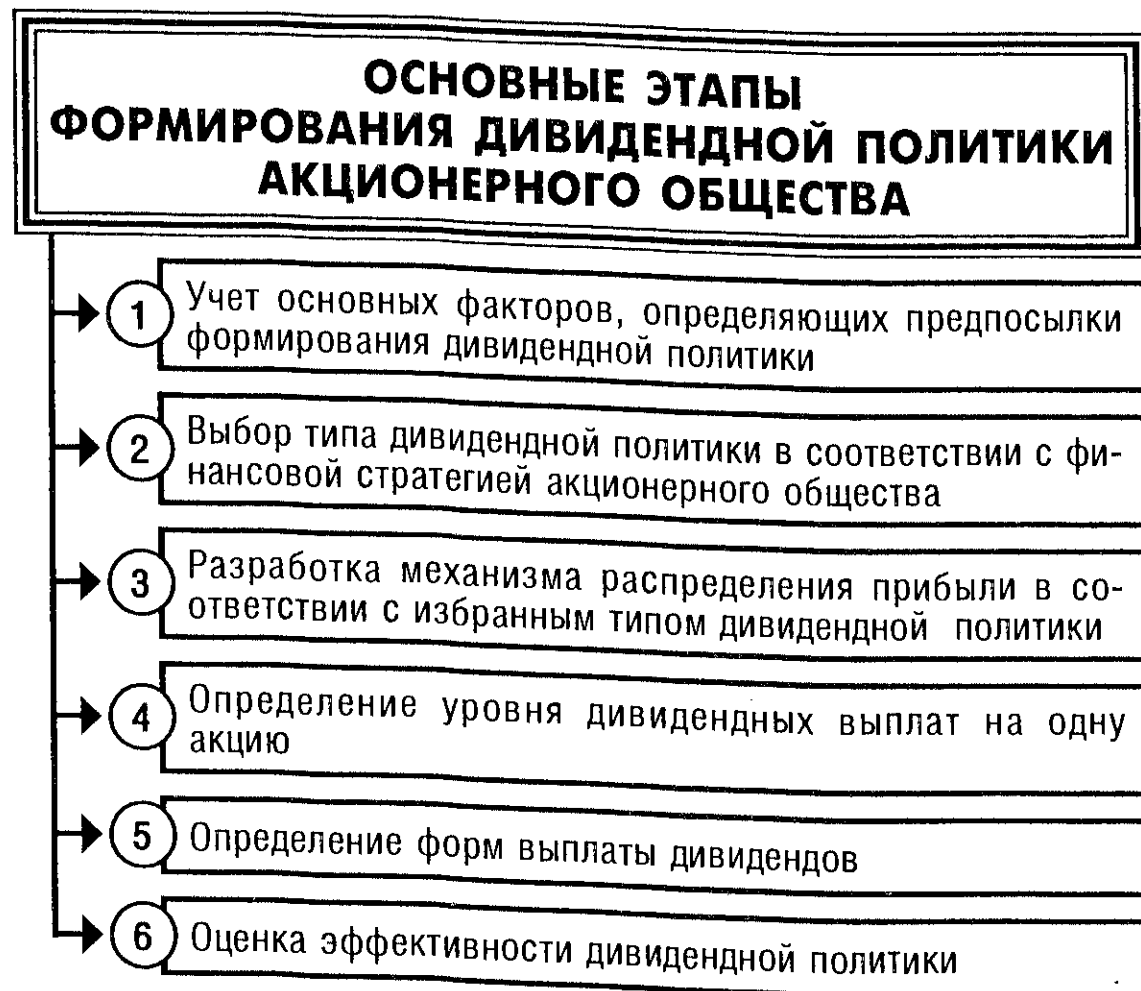 ОСНОВНЫЕ ЭТАПЫ
ФОРМИРОВАНИЯ ДИВИДЕНДНОЙ ПОЛИТИКИ
АКЦИОНЕРНОГО ОБЩЕСТВА
1 Учет основных факторов, определяющих предпосылки
формирования дивидендной политики
2 Выбор типа дивидендной политики в соответствии с фи-
нансовой стратегией акционерного общества
3 Разработка механизма распределения прибыли в со-
ответствии с избранным типом дивидендной политики
4 Определение уровня дивидендных выплат на одну
акцию
5 Определение форм выплаты дивидендов
6 Оценка эффективности дивидендной политики